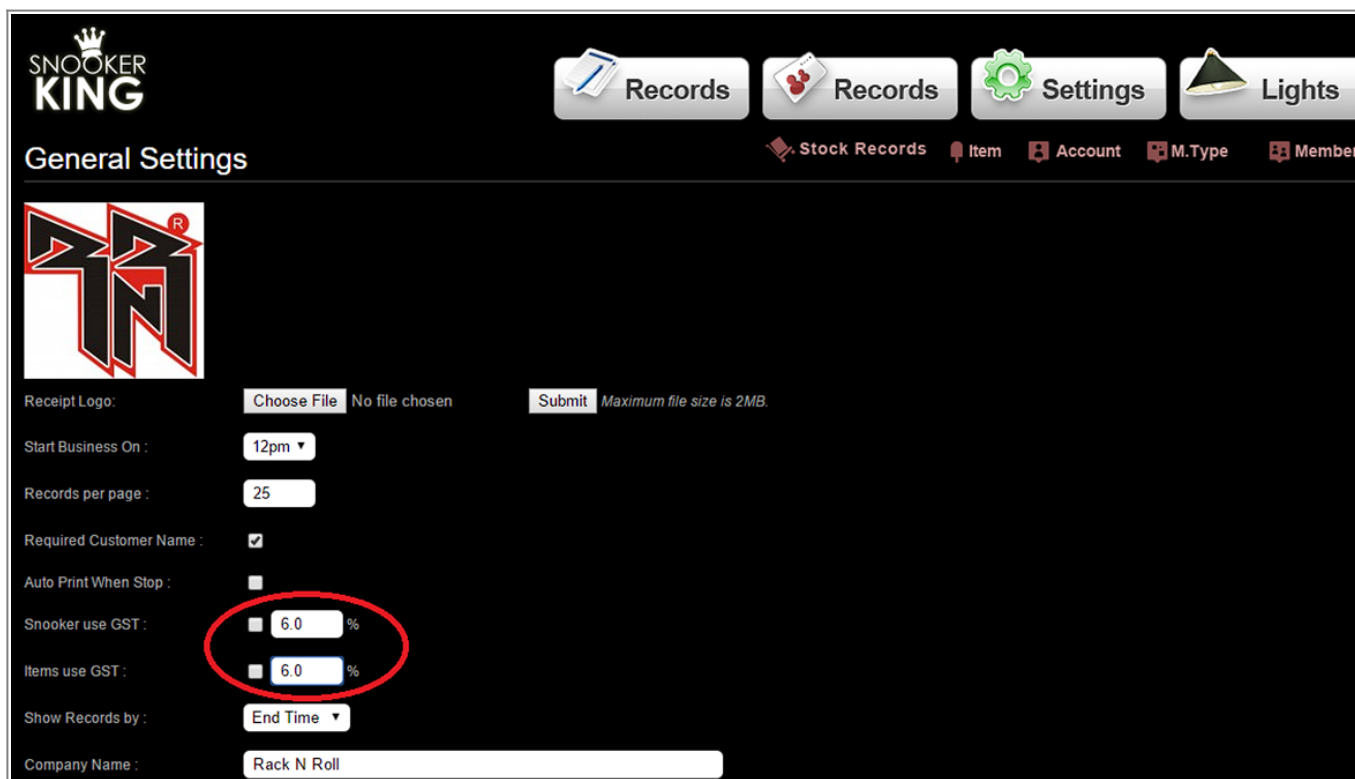 SNOOKER
KING
Records
Records
Settings
Lights
General Settings
Stock Records
Item
Account
M.Type
Member
RNR
R
Receipt Logo:
Choose File No file chosen Submit Maximum file size is 2MB.
Start Business On : 12pm
Records per page : 25
Required Customer Name :
Auto Print When Stop :
Snooker use GST : 6.0 %
Items use GST : 6.0 %
Show Records by : End Time
Company Name : Rack N Roll